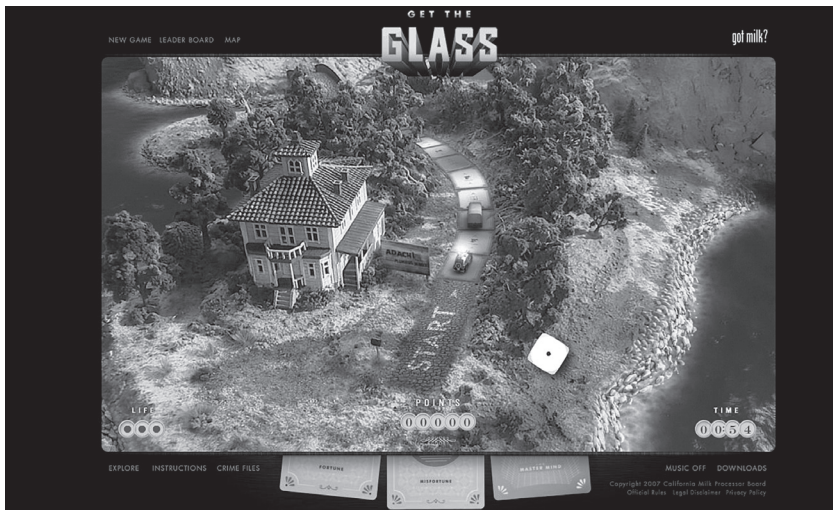 GET THE
GLASS
NEW GAME LEADER BOARD MAP
got milk?
ADACHI
START
LIFE
POINTS
00000
TIME
00:54
EXPLORE INSTRUCTIONS CRIME FILES
FORTUNE
MISFORTUNE
MASTER MIND
MUSIC OFF DOWNLOADS
Copyright 2007 California Milk Processor Board
Official Rules Legal Disclaimer Privacy Policy